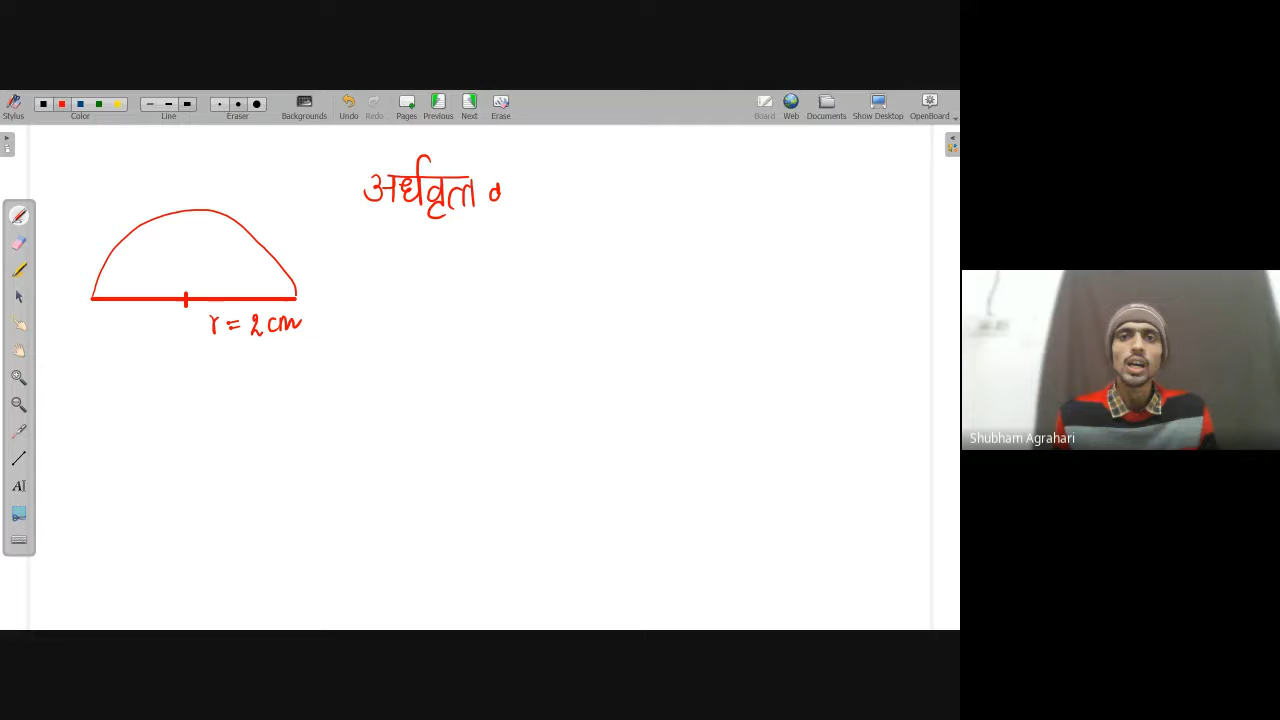 Stylus
Color
Line
Eraser
Backgrounds
Undo
Redo
Pages
Previous
Next
Erase
Board
Web
Documents
Show Desktop
OpenBoard
अर्धवृत
r = 2 cm
AI
Shubham Agrahari